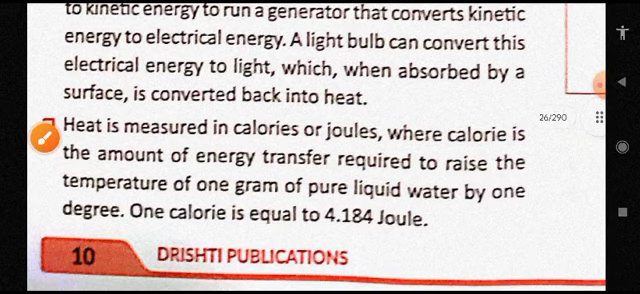 to kinetic energy to run a generator that converts kinetic
energy to electrical energy. A light bulb can convert this
electrical energy to light, which, when absorbed by a
surface, is converted back into heat.
Heat is measured in calories or joules, where calorie is
the amount of energy transfer required to raise the
temperature of one gram of pure liquid water by one
degree. One calorie is equal to 4.184 Joule.
26/290
10 DRISHTI PUBLICATIONS